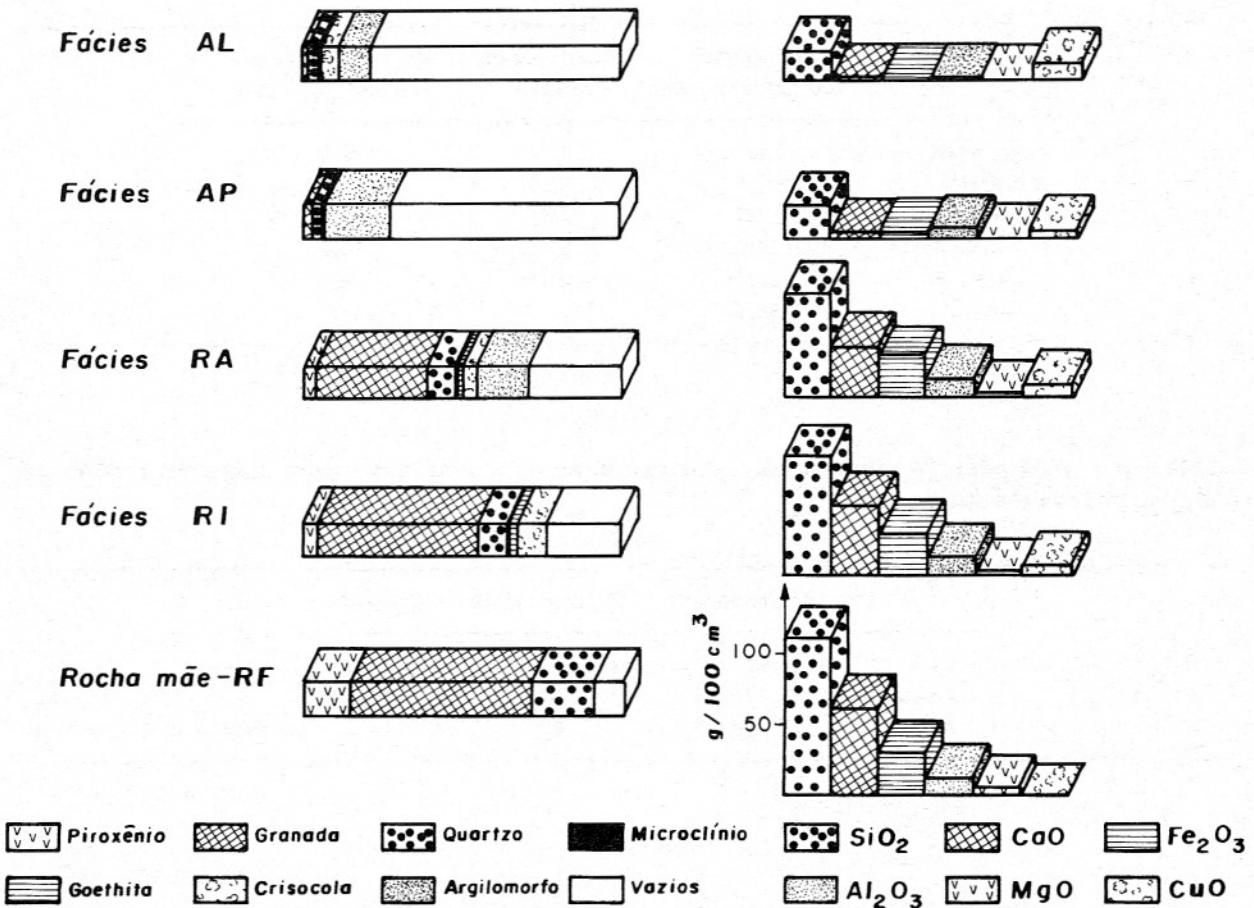 Fácies AL
Fácies AP
Fácies RA
Fácies RI
Rocha mãe-RF
g/100 cm³
100
50
Piroxênio
Granada
Quartzo
Microclínio
SiO₂
CaO
Fe₂O₃
Goethita
Crisocola
Argilomorfo
Vazios
Al₂O₃
MgO
CuO